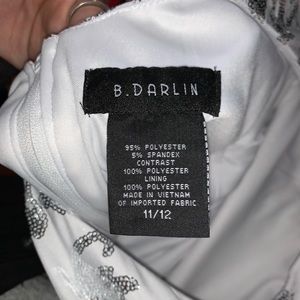 B.DARLIN
95% POLYESTER
5% SPANDEX
CONTRAST
100% POLYESTER
LINING
100% POLYESTER
MADE IN VIETNAM
OF IMPORTED FABRIC
11/12